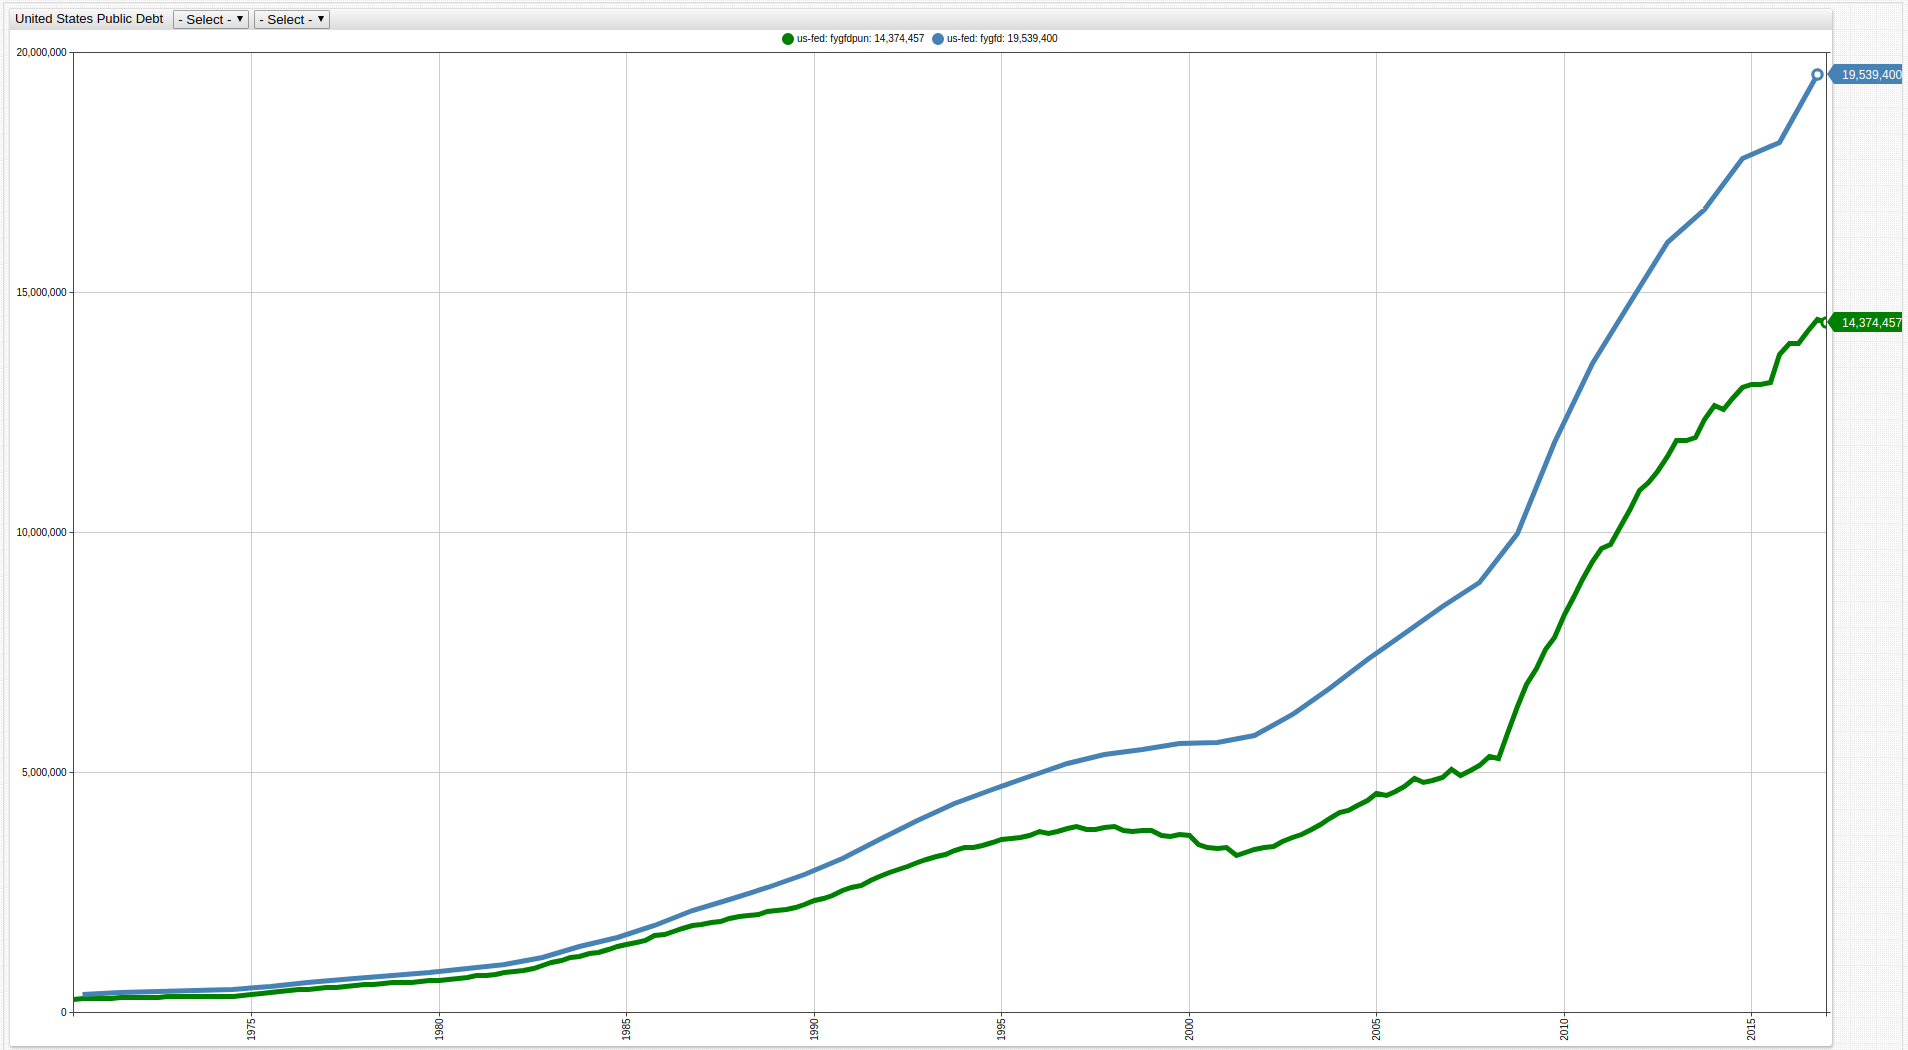 United States Public Debt - Select - - Select -
us-fed: fygfdpun: 14,374,457 us-fed: fygfd: 19,539,400
20,000,000
19,539,400
15,000,000
14,374,457
10,000,000
5,000,000
0
1975 1980 1985 1990 1995 2000 2005 2010 2015